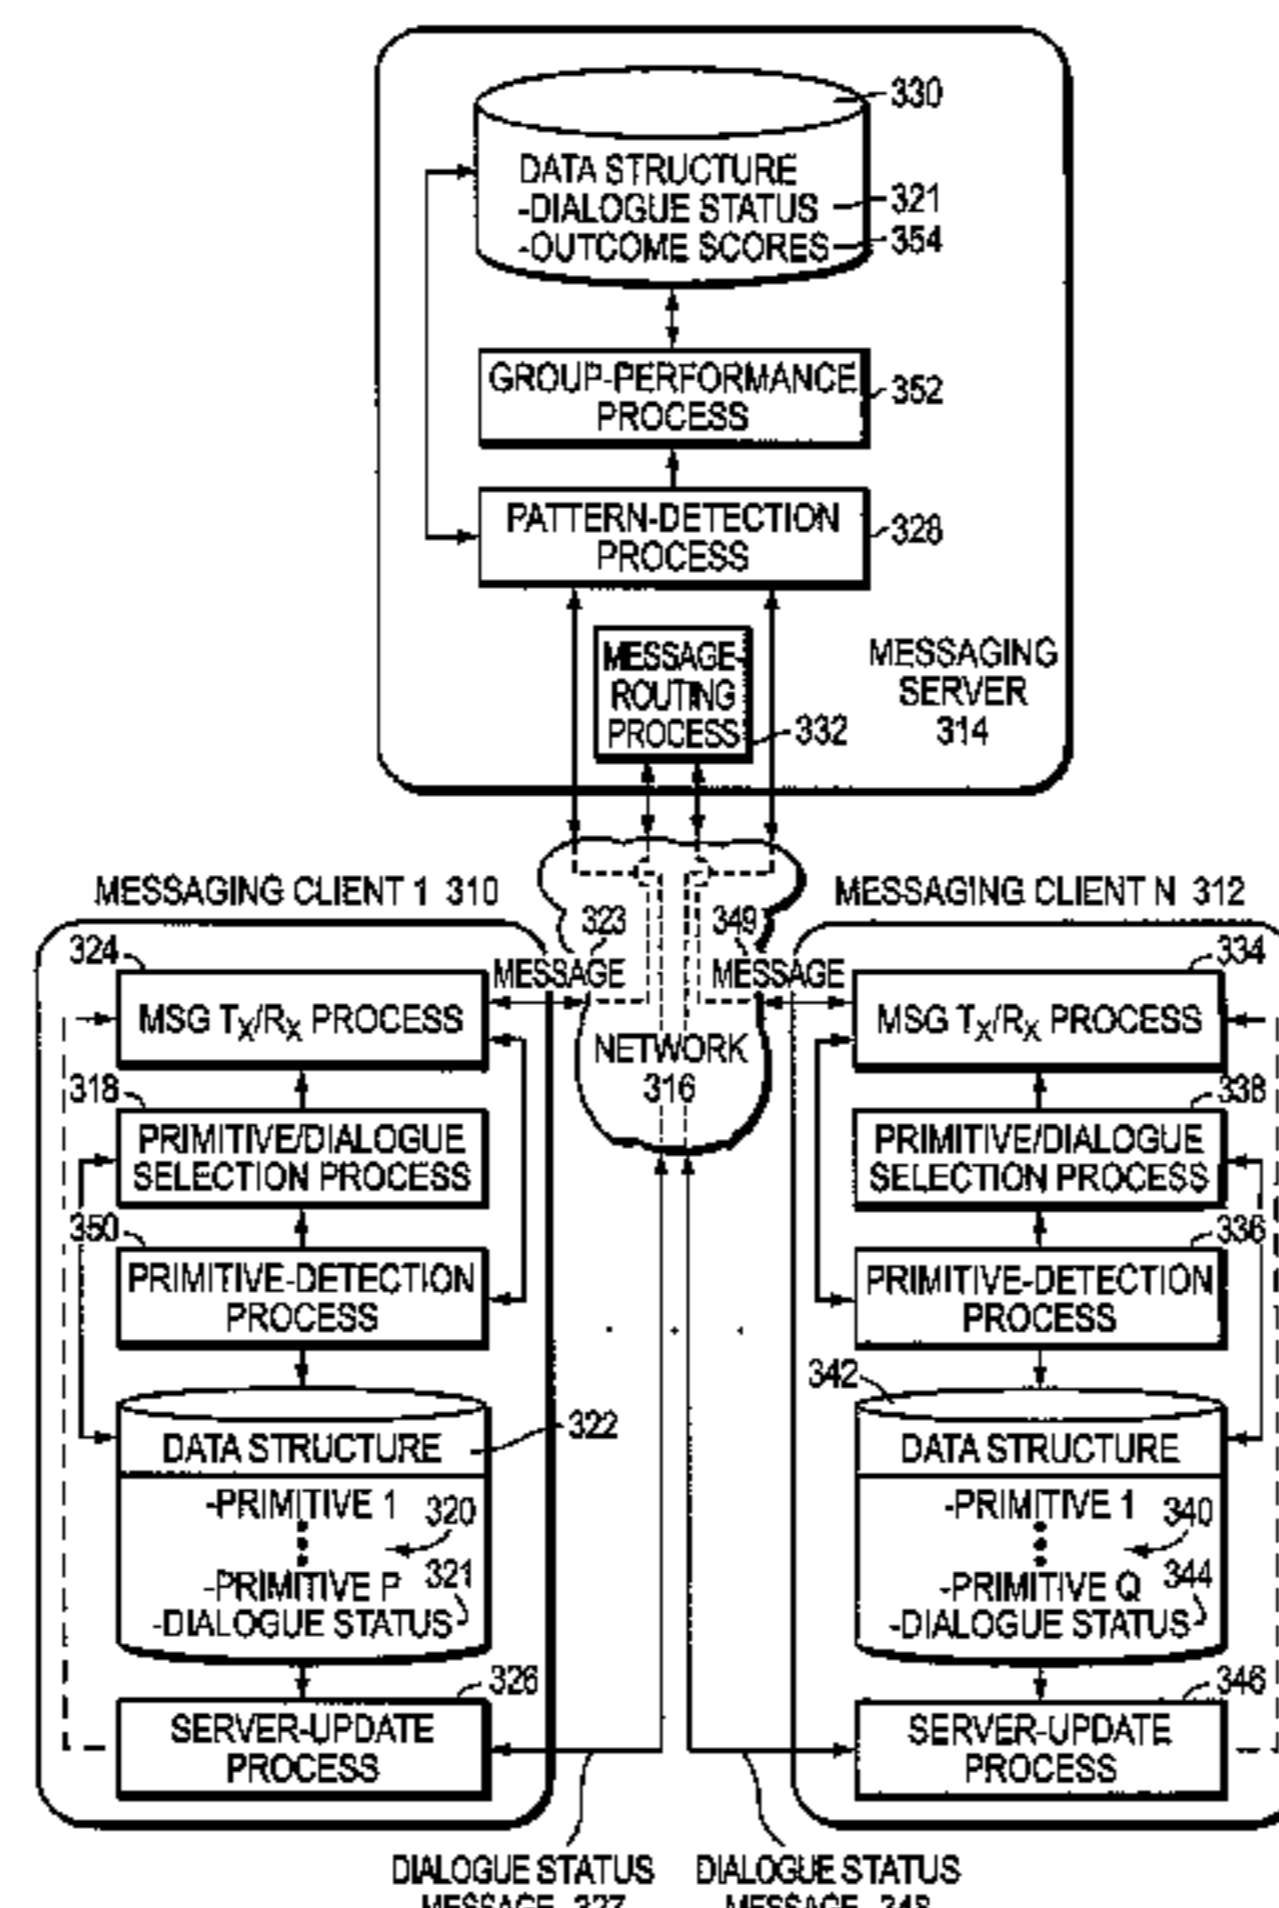 330
DATA STRUCTURE
-DIALOGUE STATUS 321
-OUTCOME SCORES 354
GROUP-PERFORMANCE
PROCESS
352
PATTERN-DETECTION
PROCESS
328
MESSAGE-
ROUTING
PROCESS
332
MESSAGING
SERVER
314
MESSAGING CLIENT 1 310
324
MSG TX/RX PROCESS
318
PRIMITIVE/DIALOGUE
SELECTION PROCESS
350
PRIMITIVE-DETECTION
PROCESS
DATA STRUCTURE
322
-PRIMITIVE 1
320
-PRIMITIVE P
321
-DIALOGUE STATUS
326
SERVER-UPDATE
PROCESS
323
MESSAGE
349
MESSAGE
NETWORK
316
MESSAGING CLIENT N 312
334
MSG TX/RX PROCESS
338
PRIMITIVE/DIALOGUE
SELECTION PROCESS
336
PRIMITIVE-DETECTION
PROCESS
342
DATA STRUCTURE
-PRIMITIVE 1
340
-PRIMITIVE Q
344
-DIALOGUE STATUS
346
SERVER-UPDATE
PROCESS
DIALOGUE STATUS
MESSAGE 327
DIALOGUE STATUS
MESSAGE 348